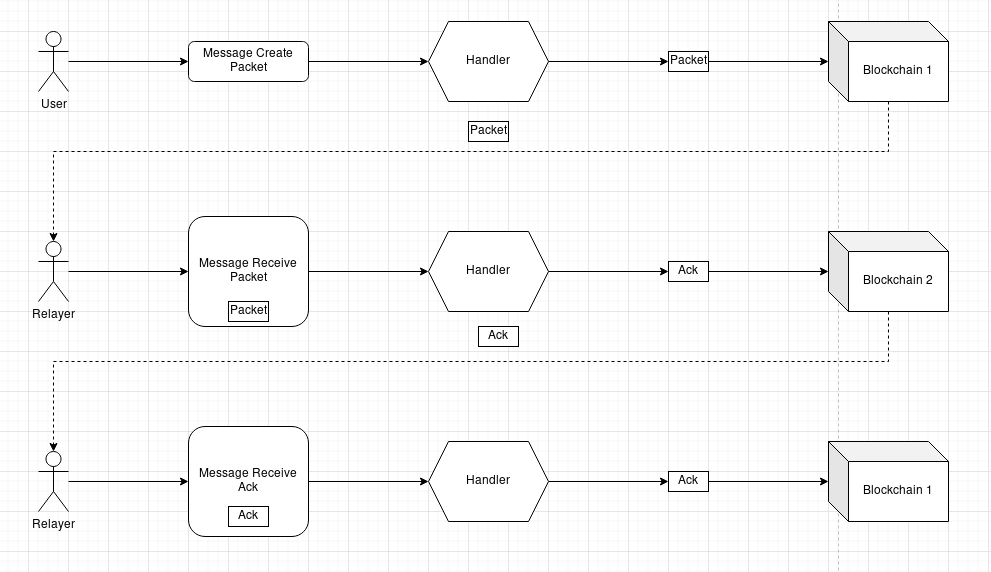 Message Create
Packet
Handler
Packet
Blockchain 1
User
Packet
Message Receive
Packet
Packet
Handler
Ack
Blockchain 2
Relayer
Ack
Message Receive
Ack
Ack
Handler
Ack
Blockchain 1
Relayer